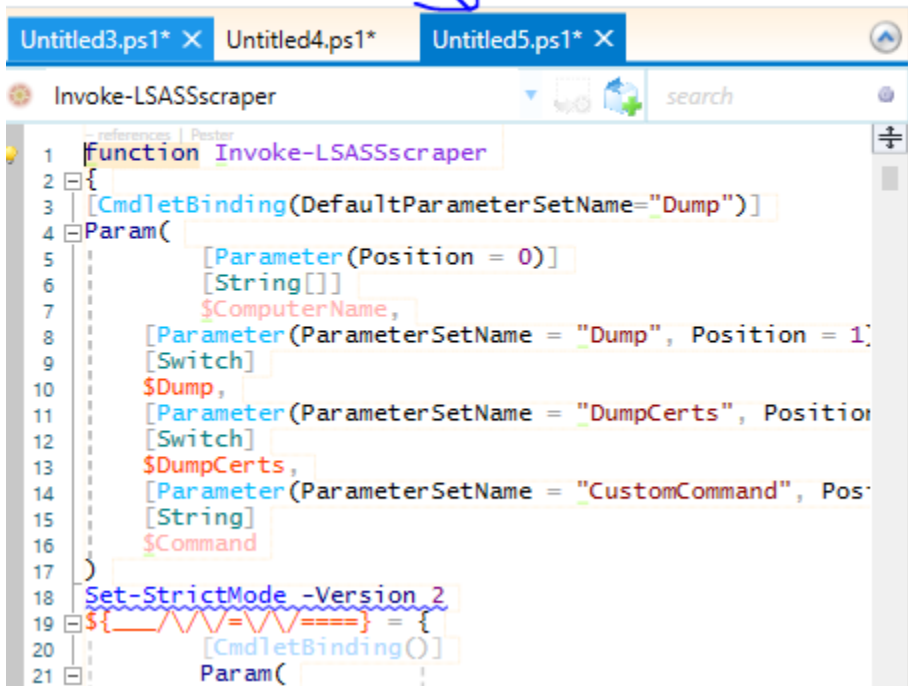 Untitled3.ps1* Untitled4.ps1* Untitled5.ps1*
Invoke-LSASSscraper search
– references | Pester
1 function Invoke-LSASSscraper
2 {
3 [CmdletBinding(DefaultParameterSetName="Dump")]
4 Param(
5 [Parameter(Position = 0)]
6 [String[]]
7 $ComputerName,
8 [Parameter(ParameterSetName = "Dump", Position = 1]
9 [Switch]
10 $Dump,
11 [Parameter(ParameterSetName = "DumpCerts", Position
12 [Switch]
13 $DumpCerts,
14 [Parameter(ParameterSetName = "CustomCommand", Pos
15 [String]
16 $Command
17 )
18 Set-StrictMode -Version 2
19 ${___/\/\/=\/\/====} = {
20 [CmdletBinding()]
21 Param(